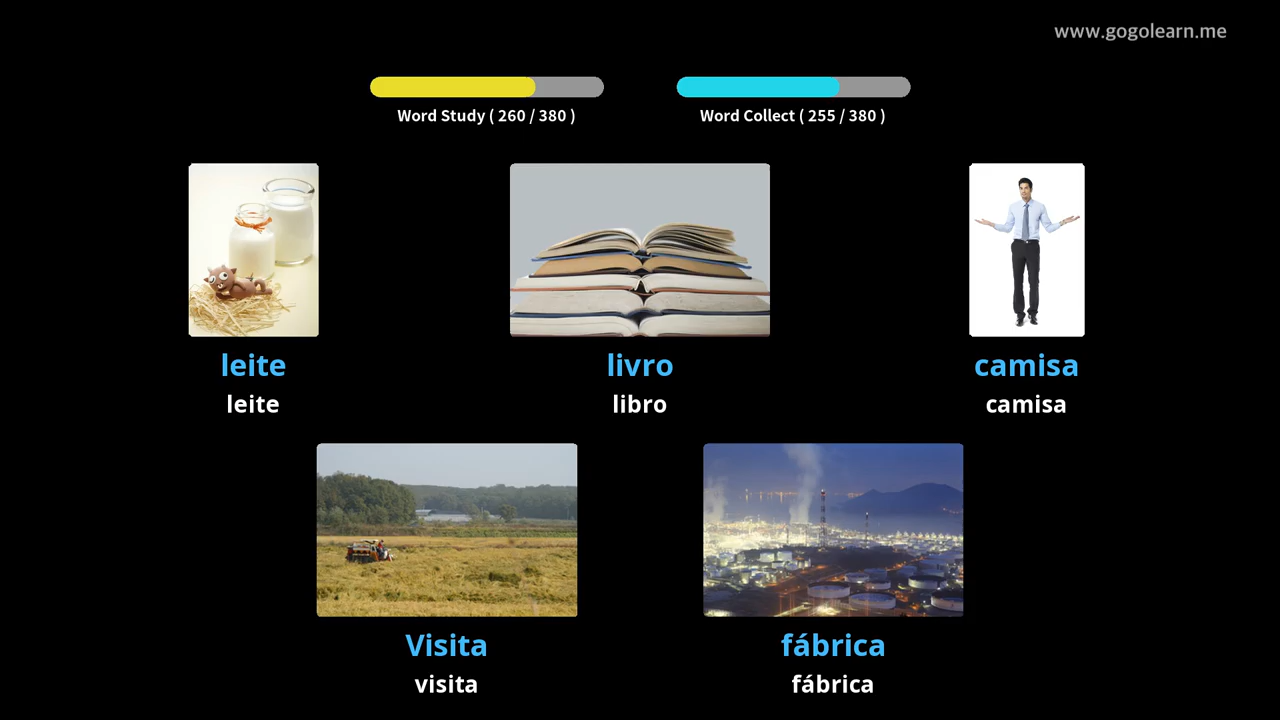 www.gogolearn.me
Word Study ( 260 / 380 )
Word Collect ( 255 / 380 )
leite
leite
livro
libro
camisa
camisa
Visita
visita
fábrica
fábrica